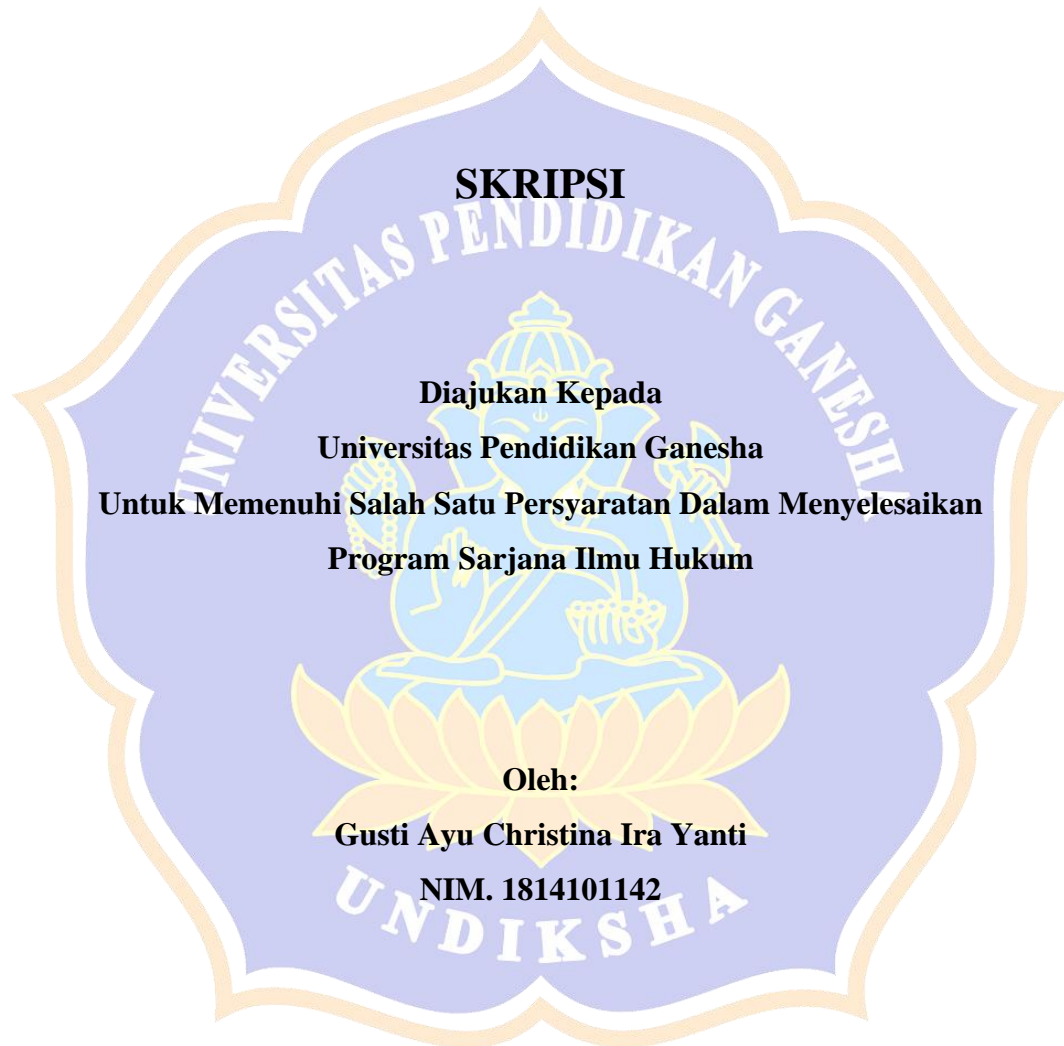 SKRIPSI
UNIVERSITAS PENDIDIKAN GANESHA
Diajukan Kepada
Universitas Pendidikan Ganesha
Untuk Memenuhi Salah Satu Persyaratan Dalam Menyelesaikan
Program Sarjana Ilmu Hukum
Oleh:
Gusti Ayu Christina Ira Yanti
NIM. 1814101142
UNDIKSHA